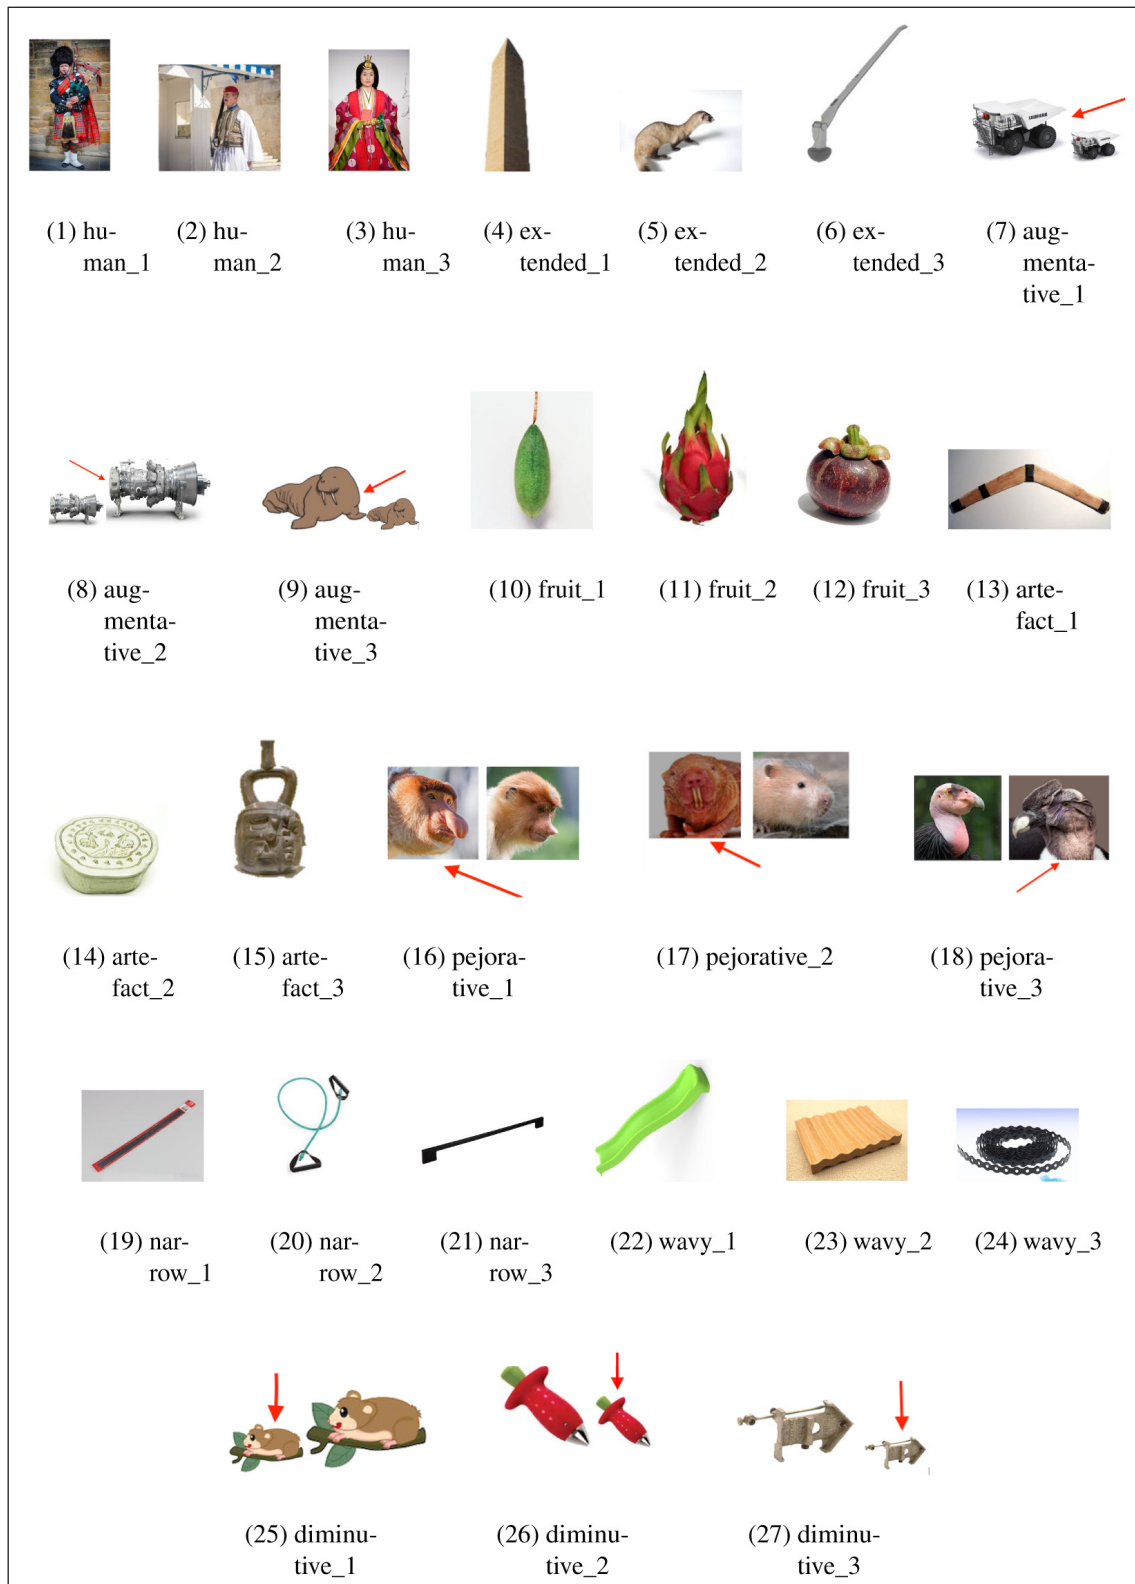 (1) hu-
man_1
(2) hu-
man_2
(3) hu-
man_3
(4) ex-
tended_1
(5) ex-
tended_2
(6) ex-
tended_3
(7) aug-
menta-
tive_1
(8) aug-
menta-
tive_2
(9) aug-
menta-
tive_3
(10) fruit_1
(11) fruit_2
(12) fruit_3
(13) arte-
fact_1
(14) arte-
fact_2
(15) arte-
fact_3
(16) pejora-
tive_1
(17) pejorative_2
(18) pejora-
tive_3
(19) nar-
row_1
(20) nar-
row_2
(21) nar-
row_3
(22) wavy_1
(23) wavy_2
(24) wavy_3
(25) diminu-
tive_1
(26) diminu-
tive_2
(27) diminu-
tive_3